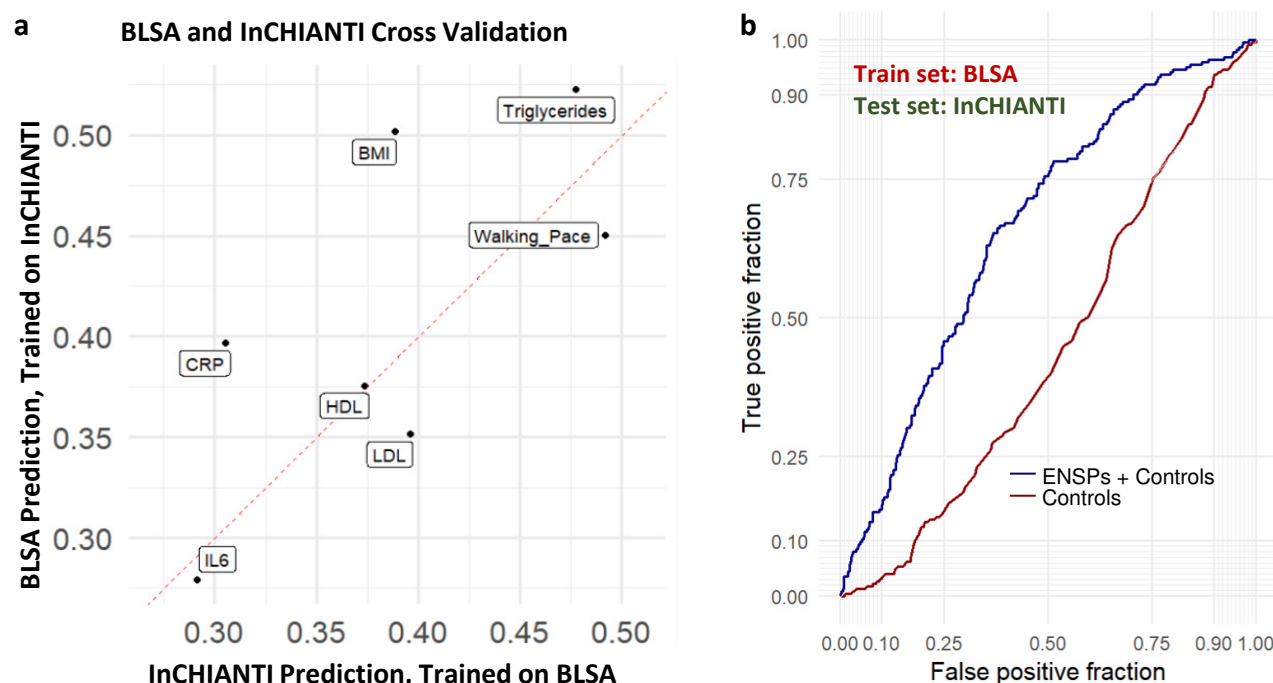 a
BLSA and InCHIANTI Cross Validation
BLSA Prediction, Trained on InCHIANTI
0.50
0.45
0.40
0.35
0.30
Triglycerides
BMI
Walking_Pace
CRP
HDL
LDL
IL6
0.30 0.35 0.40 0.45 0.50
InCHIANTI Prediction, Trained on BLSA
b
Train set: BLSA
Test set: InCHIANTI
True positive fraction
1.00
0.90
0.75
0.50
0.25
0.10
0.00
ENSPs + Controls
Controls
0.00 0.10 0.25 0.50 0.75 0.90 1.00
False positive fraction